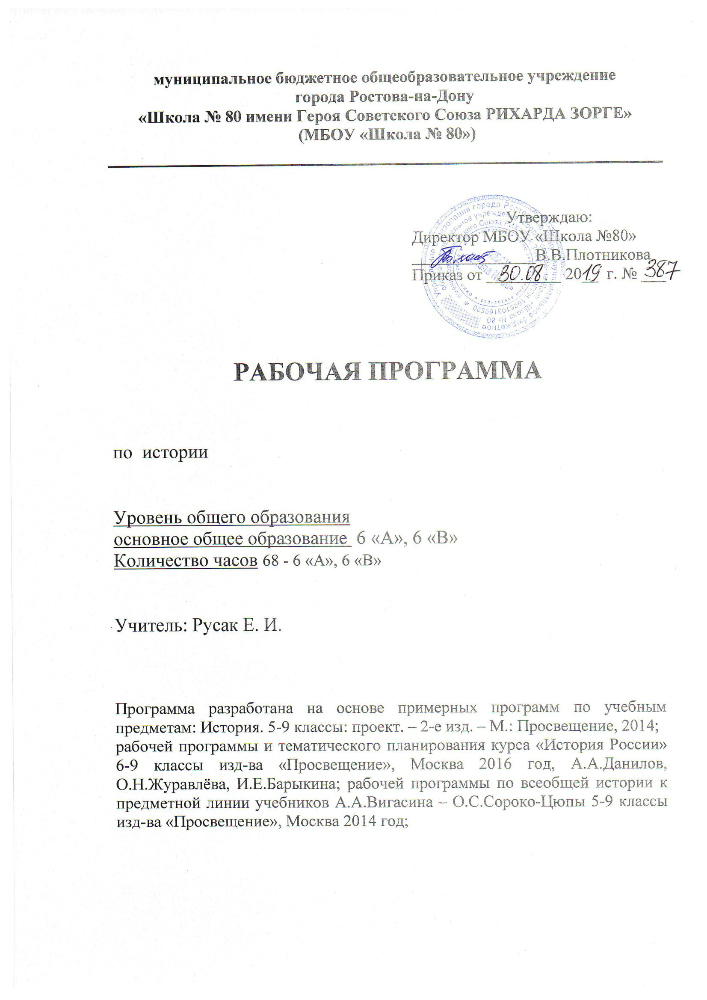 муниципальное бюджетное общеобразовательное учреждение
города Ростова-на-Дону
«Школа № 80 имени Героя Советского Союза РИХАРДА ЗОРГЕ»
(МБОУ «Школа № 80»)
Утверждаю:
Директор МБОУ «Школа №80»
В.В.Плотникова
Приказ от 30.08. 2019 г. № 387
РАБОЧАЯ ПРОГРАММА
по истории
Уровень общего образования
основное общее образование 6 «А», 6 «В»
Количество часов 68 - 6 «А», 6 «В»
Учитель: Русак Е. И.
Программа разработана на основе примерных программ по учебным
предметам: История. 5-9 классы: проект. – 2-е изд. – М.: Просвещение, 2014;
рабочей программы и тематического планирования курса «История России»
6-9 классы изд-ва «Просвещение», Москва 2016 год, А.А.Данилов,
О.Н.Журавлёва, И.Е.Барыкина; рабочей программы по всеобщей истории к
предметной линии учебников А.А.Вигасина – О.С.Сороко-Цюпы 5-9 классы
изд-ва «Просвещение», Москва 2014 год;